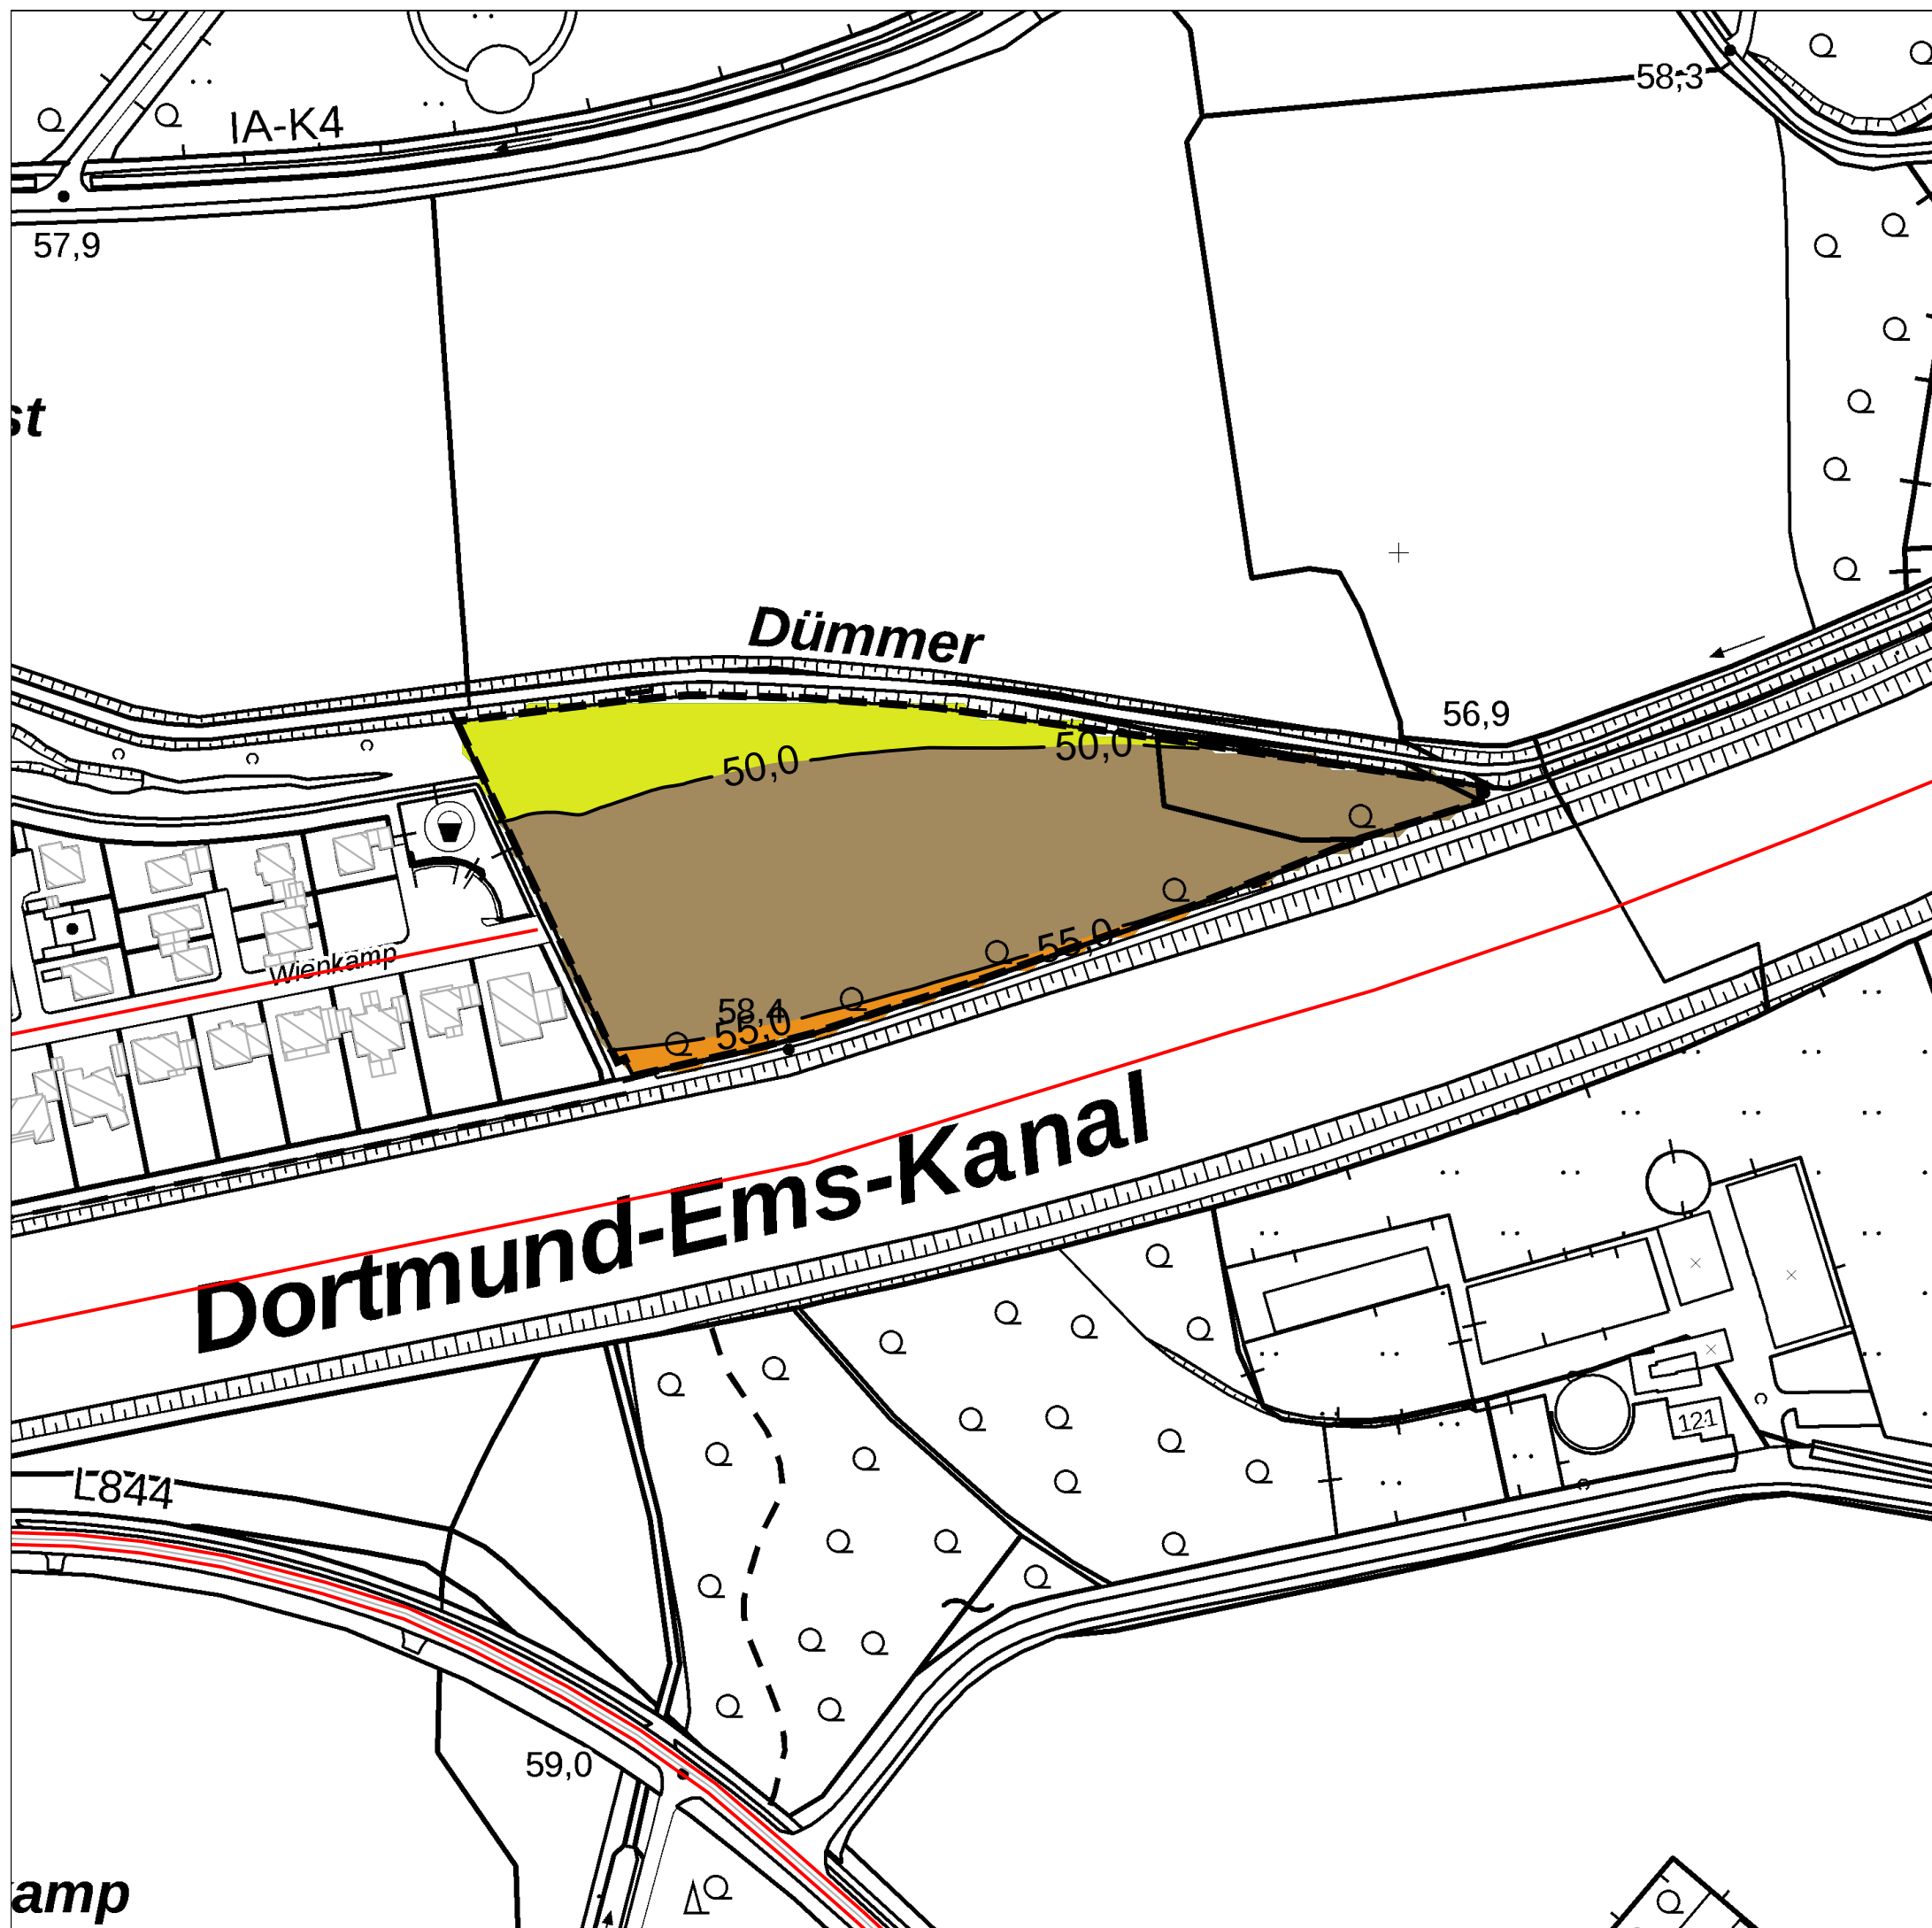 58,3
IA-K4
57,9
st
Dümmer
56,9
50,0
50,0
55,0
Wienkamp
58,4
55,0
Dortmund-Ems-Kanal
121
L844
59,0
kamp